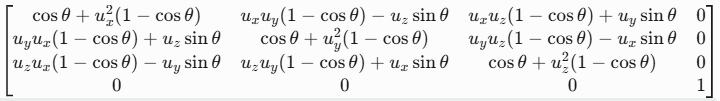 cos θ + u_x^2(1 − cos θ) u_x u_y(1 − cos θ) − u_z sin θ u_x u_z(1 − cos θ) + u_y sin θ 0
u_y u_x(1 − cos θ) + u_z sin θ cos θ + u_y^2(1 − cos θ) u_y u_z(1 − cos θ) − u_x sin θ 0
u_z u_x(1 − cos θ) − u_y sin θ u_z u_y(1 − cos θ) + u_x sin θ cos θ + u_z^2(1 − cos θ) 0
0 0 0 1